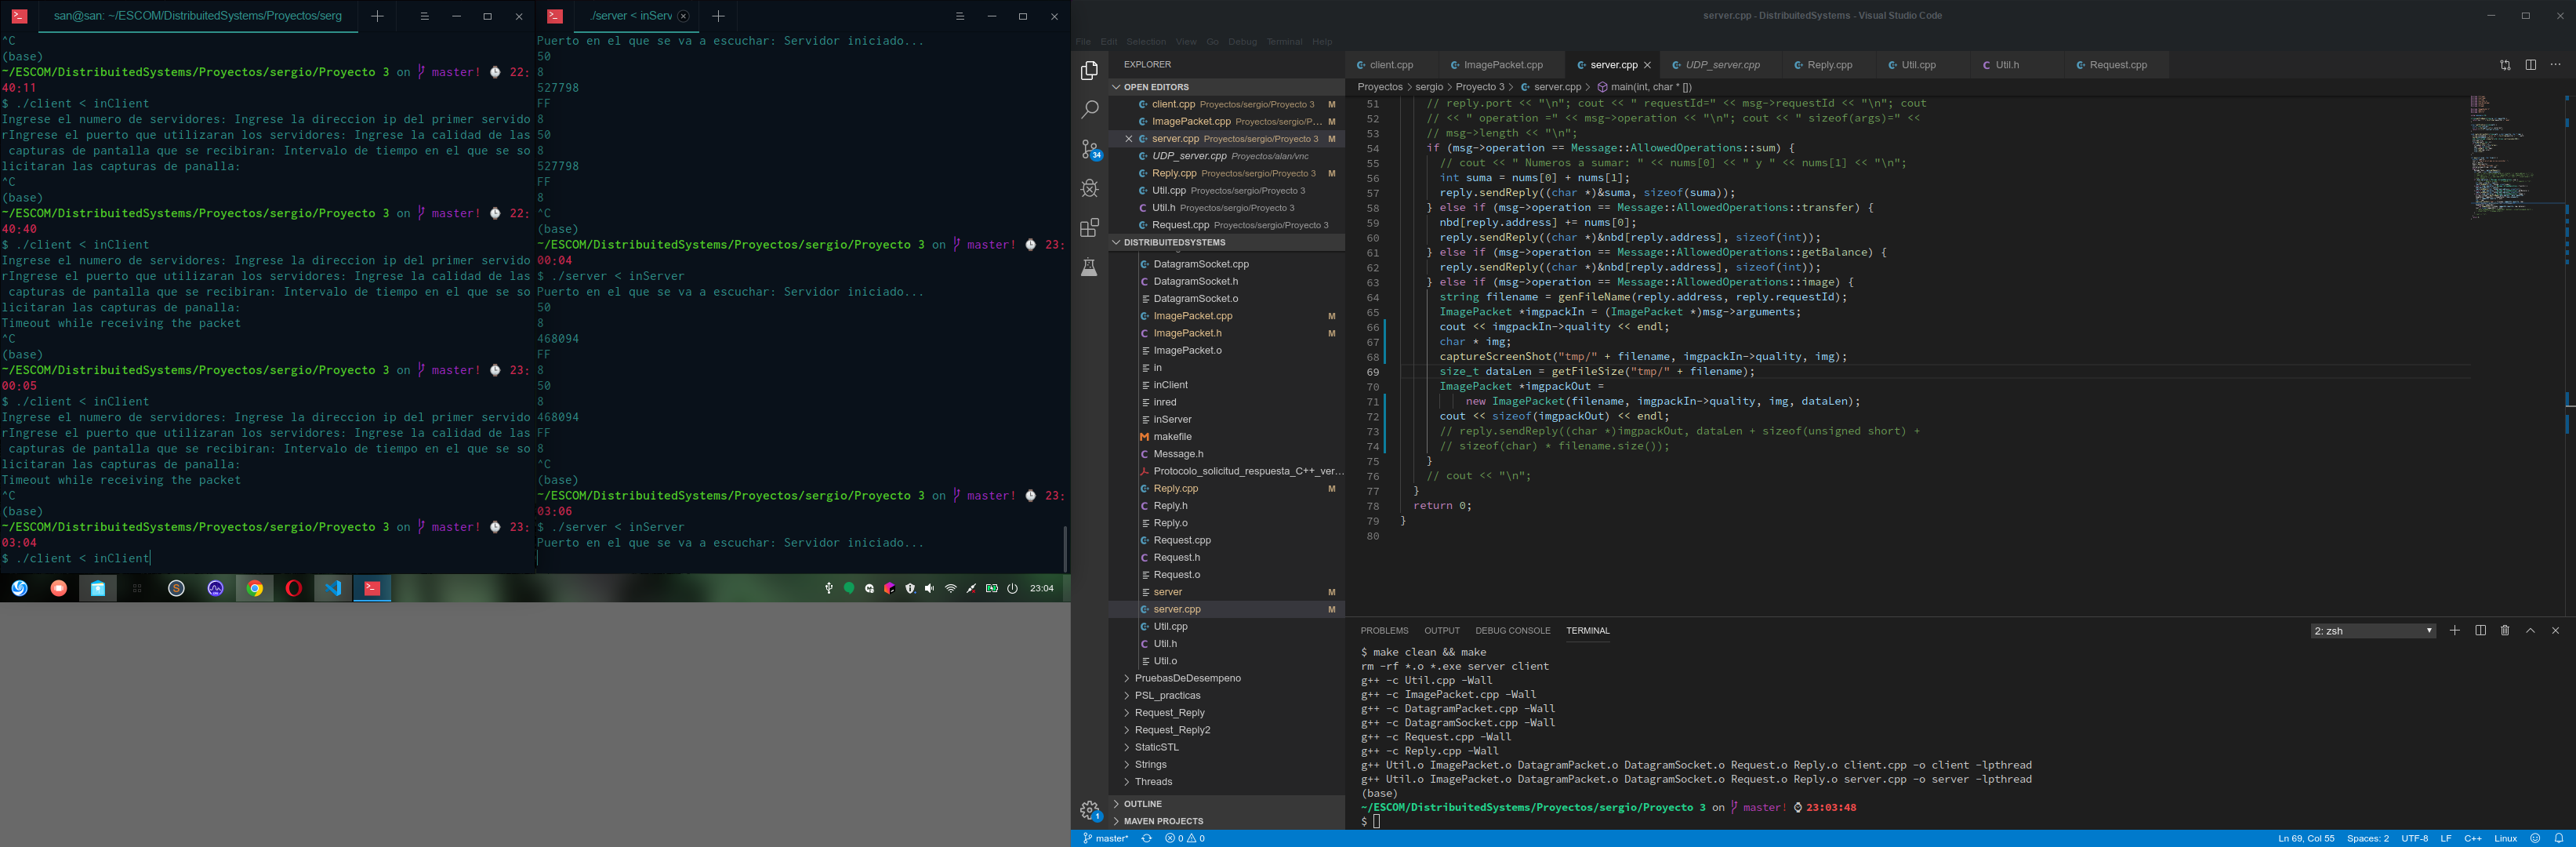 san@san: ~/ESCOM/DistribuitedSystems/Proyectos/serg
^C
(base)
~/ESCOM/DistribuitedSystems/Proyectos/sergio/Proyecto 3 on master! 22:
40:11
$ ./client < inClient
Ingrese el numero de servidores: Ingrese la direccion ip del primer servido
rIngrese el puerto que utilizaran los servidores: Ingrese la calidad de las
capturas de pantalla que se recibiran: Intervalo de tiempo en el que se so
licitaran las capturas de panalla:
^C
(base)
~/ESCOM/DistribuitedSystems/Proyectos/sergio/Proyecto 3 on master! 22:
40:40
$ ./client < inClient
Ingrese el numero de servidores: Ingrese la direccion ip del primer servido
rIngrese el puerto que utilizaran los servidores: Ingrese la calidad de las
capturas de pantalla que se recibiran: Intervalo de tiempo en el que se so
licitaran las capturas de panalla:
Timeout while receiving the packet
^C
(base)
~/ESCOM/DistribuitedSystems/Proyectos/sergio/Proyecto 3 on master! 23:
00:05
$ ./client < inClient
Ingrese el numero de servidores: Ingrese la direccion ip del primer servido
rIngrese el puerto que utilizaran los servidores: Ingrese la calidad de las
capturas de pantalla que se recibiran: Intervalo de tiempo en el que se so
licitaran las capturas de panalla:
Timeout while receiving the packet
^C
(base)
~/ESCOM/DistribuitedSystems/Proyectos/sergio/Proyecto 3 on master! 23:
03:04
$ ./client < inClient
./server < inServ
Puerto en el que se va a escuchar: Servidor iniciado...
50
8
527798
FF
8
50
8
527798
FF
8
^C
(base)
~/ESCOM/DistribuitedSystems/Proyectos/sergio/Proyecto 3 on master! 23:
00:04
$ ./server < inServer
Puerto en el que se va a escuchar: Servidor iniciado...
50
8
468094
FF
8
50
8
468094
FF
8
^C
(base)
~/ESCOM/DistribuitedSystems/Proyectos/sergio/Proyecto 3 on master! 23:
03:06
$ ./server < inServer
Puerto en el que se va a escuchar: Servidor iniciado...
23:04
server.cpp - DistribuitedSystems - Visual Studio Code
File Edit Selection View Go Debug Terminal Help
EXPLORER
OPEN EDITORS
client.cpp Proyectos/sergio/Proyecto 3 M
ImagePacket.cpp Proyectos/sergio/P... M
server.cpp Proyectos/sergio/Proyecto 3 M
UDP_server.cpp Proyectos/alan/vnc
Reply.cpp Proyectos/sergio/Proyecto 3 M
Util.cpp Proyectos/sergio/Proyecto 3
Util.h Proyectos/sergio/Proyecto 3
Request.cpp Proyectos/sergio/Proyecto 3
34
DISTRIBUITEDSYSTEMS
DatagramSocket.cpp
DatagramSocket.h
DatagramSocket.o
ImagePacket.cpp M
ImagePacket.h M
ImagePacket.o
in
inClient
inred
inServer
makefile
Message.h
Protocolo_solicitud_respuesta_C++_ver...
Reply.cpp M
Reply.h
Reply.o
Request.cpp
Request.h
Request.o
server M
server.cpp M
Util.cpp
Util.h
Util.o
PruebasDeDesempeno
PSL_practicas
Request_Reply
Request_Reply2
StaticSTL
Strings
Threads
OUTLINE
MAVEN PROJECTS
1
client.cpp ImagePacket.cpp server.cpp UDP_server.cpp Reply.cpp Util.cpp Util.h Request.cpp
Proyectos > sergio > Proyecto 3 > server.cpp > main(int, char * [])
51 // reply.port << "\n"; cout << " requestId=" << msg->requestId << "\n"; cout
52 // << " operation =" << msg->operation << "\n"; cout << " sizeof(args)=" <<
53 // msg->length << "\n";
54 if (msg->operation == Message::AllowedOperations::sum) {
55 // cout << " Numeros a sumar: " << nums[0] << " y " << nums[1] << "\n";
56 int suma = nums[0] + nums[1];
57 reply.sendReply((char *)&suma, sizeof(suma));
58 } else if (msg->operation == Message::AllowedOperations::transfer) {
59 nbd[reply.address] += nums[0];
60 reply.sendReply((char *)&nbd[reply.address], sizeof(int));
61 } else if (msg->operation == Message::AllowedOperations::getBalance) {
62 reply.sendReply((char *)&nbd[reply.address], sizeof(int));
63 } else if (msg->operation == Message::AllowedOperations::image) {
64 string filename = genFileName(reply.address, reply.requestId);
65 ImagePacket *imgpackIn = (ImagePacket *)msg->arguments;
66 cout << imgpackIn->quality << endl;
67 char * img;
68 captureScreenShot("tmp/" + filename, imgpackIn->quality, img);
69 size_t dataLen = getFileSize("tmp/" + filename);
70 ImagePacket *imgpackOut =
71 new ImagePacket(filename, imgpackIn->quality, img, dataLen);
72 cout << sizeof(imgpackOut) << endl;
73 // reply.sendReply((char *)imgpackOut, dataLen + sizeof(unsigned short) +
74 // sizeof(char) * filename.size());
75 }
76 // cout << "\n";
77 }
78 return 0;
79 }
80
PROBLEMS OUTPUT DEBUG CONSOLE TERMINAL
2: zsh
$ make clean && make
rm -rf *.o *.exe server client
g++ -c Util.cpp -Wall
g++ -c ImagePacket.cpp -Wall
g++ -c DatagramPacket.cpp -Wall
g++ -c DatagramSocket.cpp -Wall
g++ -c Request.cpp -Wall
g++ -c Reply.cpp -Wall
g++ Util.o ImagePacket.o DatagramPacket.o DatagramSocket.o Request.o Reply.o client.cpp -o client -lpthread
g++ Util.o ImagePacket.o DatagramPacket.o DatagramSocket.o Request.o Reply.o server.cpp -o server -lpthread
(base)
~/ESCOM/DistribuitedSystems/Proyectos/sergio/Proyecto 3 on master! 23:03:48
$
master* 0 0 Ln 69, Col 55 Spaces: 2 UTF-8 LF C++ Linux